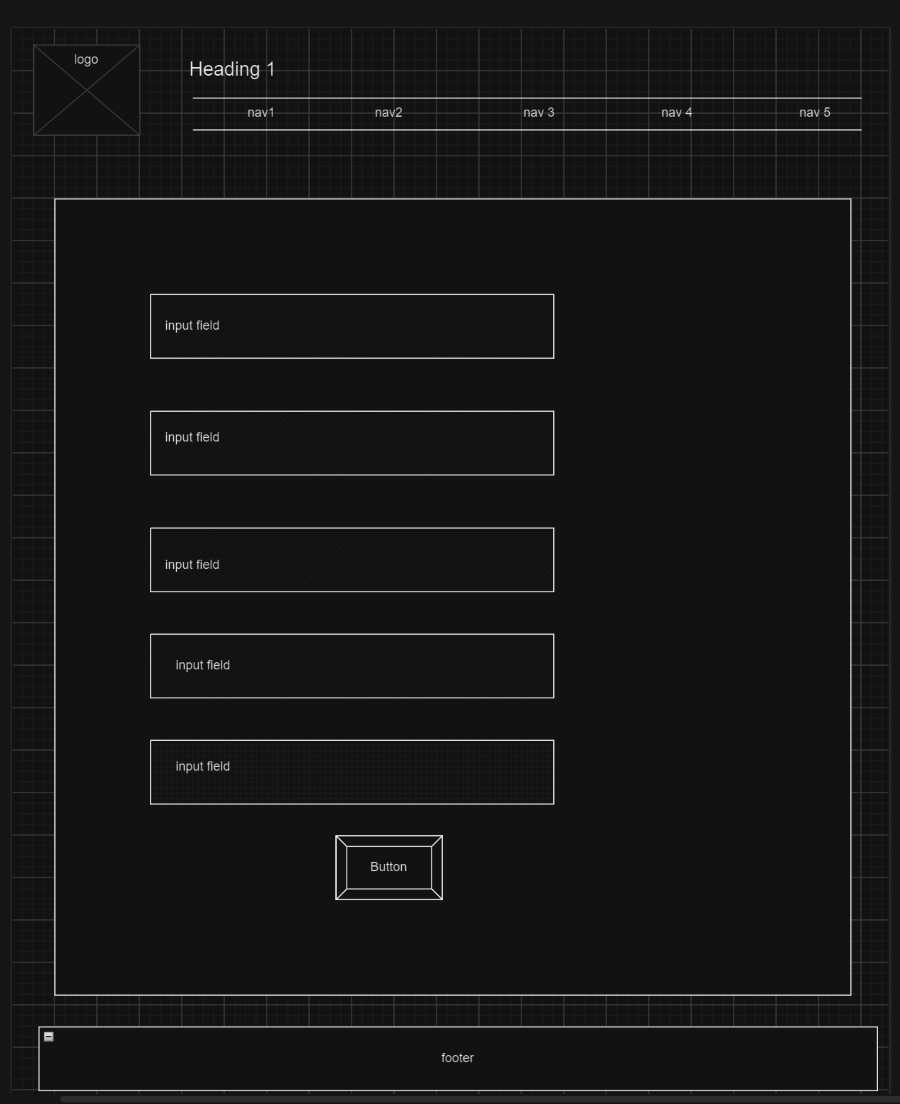 logo
Heading 1
nav1 nav2 nav 3 nav 4 nav 5
input field
input field
input field
input field
input field
Button
footer